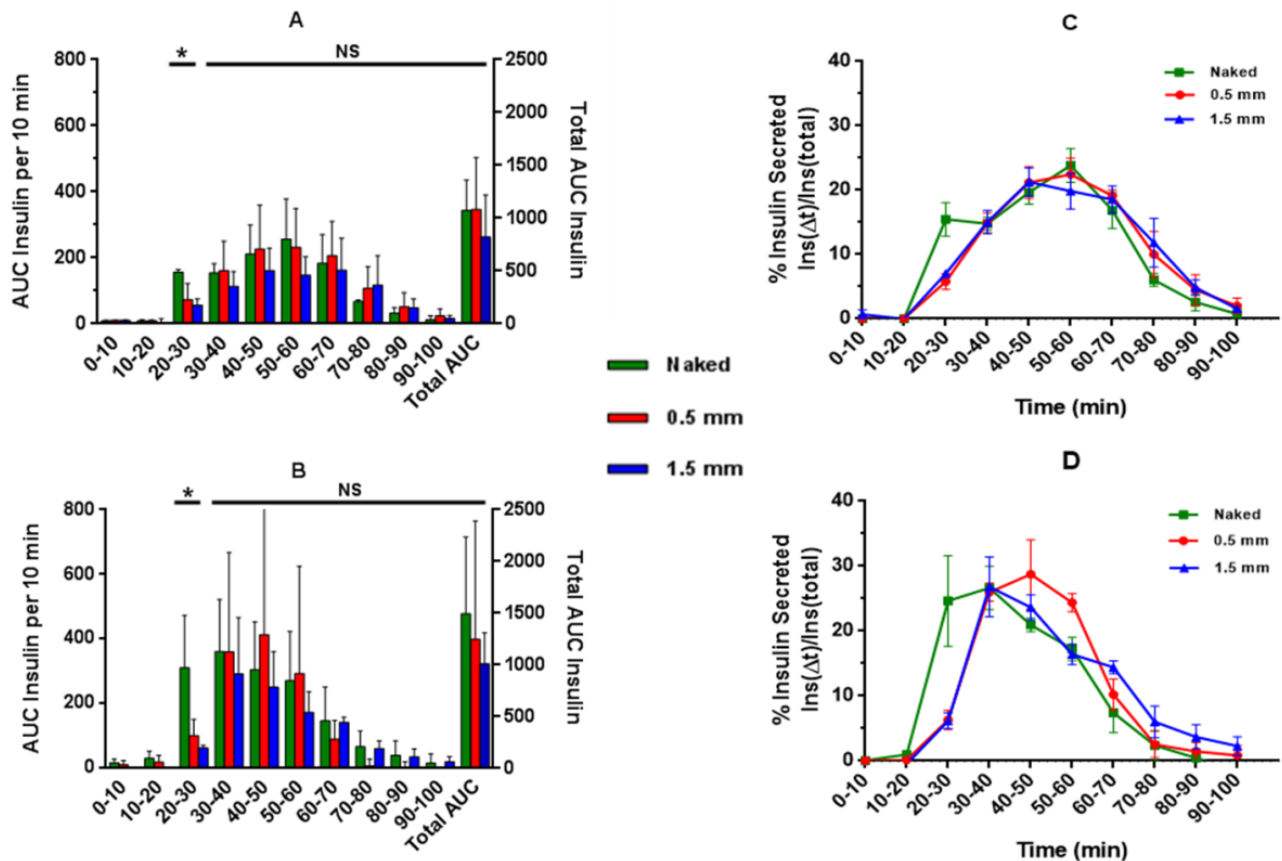 A
* NS
AUC Insulin per 10 min
800
600
400
200
0
2500
2000
1500
1000
500
0
Total AUC Insulin
0-10
10-20
20-30
30-40
40-50
50-60
60-70
70-80
80-90
90-100
Total AUC
C
Naked
0.5 mm
1.5 mm
% Insulin Secreted
Ins(Δt)/Ins(total)
40
30
20
10
0
0-10
10-20
20-30
30-40
40-50
50-60
60-70
70-80
80-90
90-100
Time (min)
Naked
0.5 mm
1.5 mm
B
* NS
AUC Insulin per 10 min
800
600
400
200
0
2500
2000
1500
1000
500
0
Total AUC Insulin
0-10
10-20
20-30
30-40
40-50
50-60
60-70
70-80
80-90
90-100
Total AUC
D
Naked
0.5 mm
1.5 mm
% Insulin Secreted
Ins(Δt)/Ins(total)
40
30
20
10
0
0-10
10-20
20-30
30-40
40-50
50-60
60-70
70-80
80-90
90-100
Time (min)